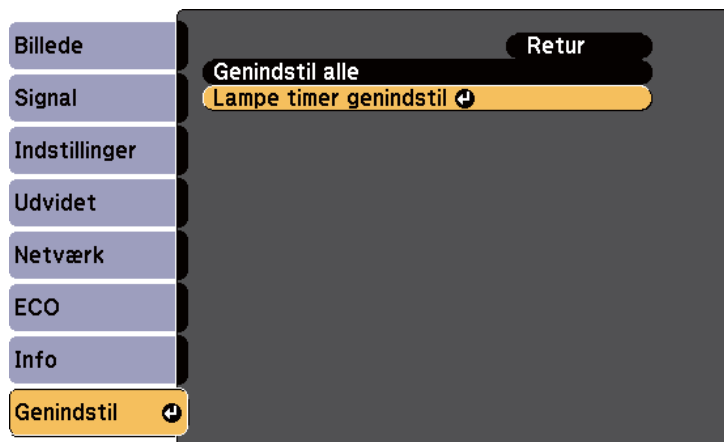 Billede
Signal
Indstillinger
Udvidet
Netværk
ECO
Info
Genindstil
Retur
Genindstil alle
Lampe timer genindstil